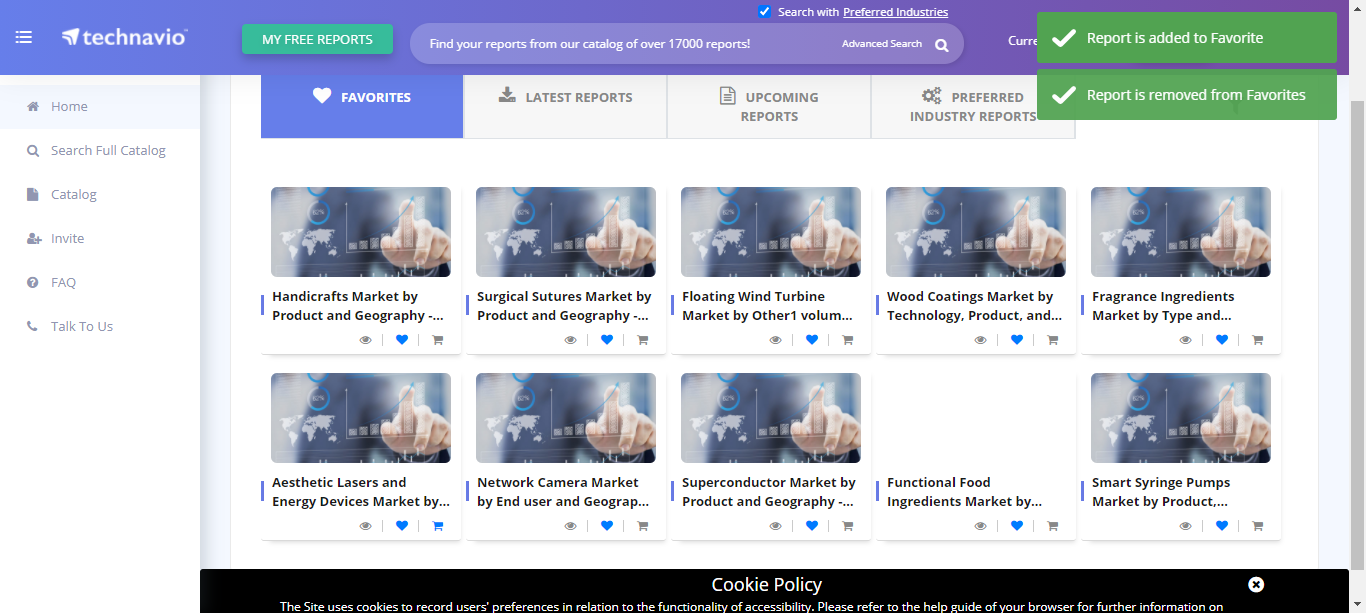 Search with Preferred Industries
technavio
MY FREE REPORTS
Find your reports from our catalog of over 17000 reports!
Advanced Search
Report is added to Favorite
Report is removed from Favorites
Home
Search Full Catalog
Catalog
Invite
FAQ
Talk To Us
FAVORITES
LATEST REPORTS
UPCOMING
REPORTS
PREFERRED
INDUSTRY REPORTS
Handicrafts Market by
Product and Geography -...
Surgical Sutures Market by
Product and Geography -...
Floating Wind Turbine
Market by Other1 volum...
Wood Coatings Market by
Technology, Product, and...
Fragrance Ingredients
Market by Type and...
Aesthetic Lasers and
Energy Devices Market by...
Network Camera Market
by End user and Geograp...
Superconductor Market by
Product and Geography -...
Functional Food
Ingredients Market by...
Smart Syringe Pumps
Market by Product,...
Cookie Policy
The Site uses cookies to record users' preferences in relation to the functionality of accessibility. Please refer to the help guide of your browser for further information on